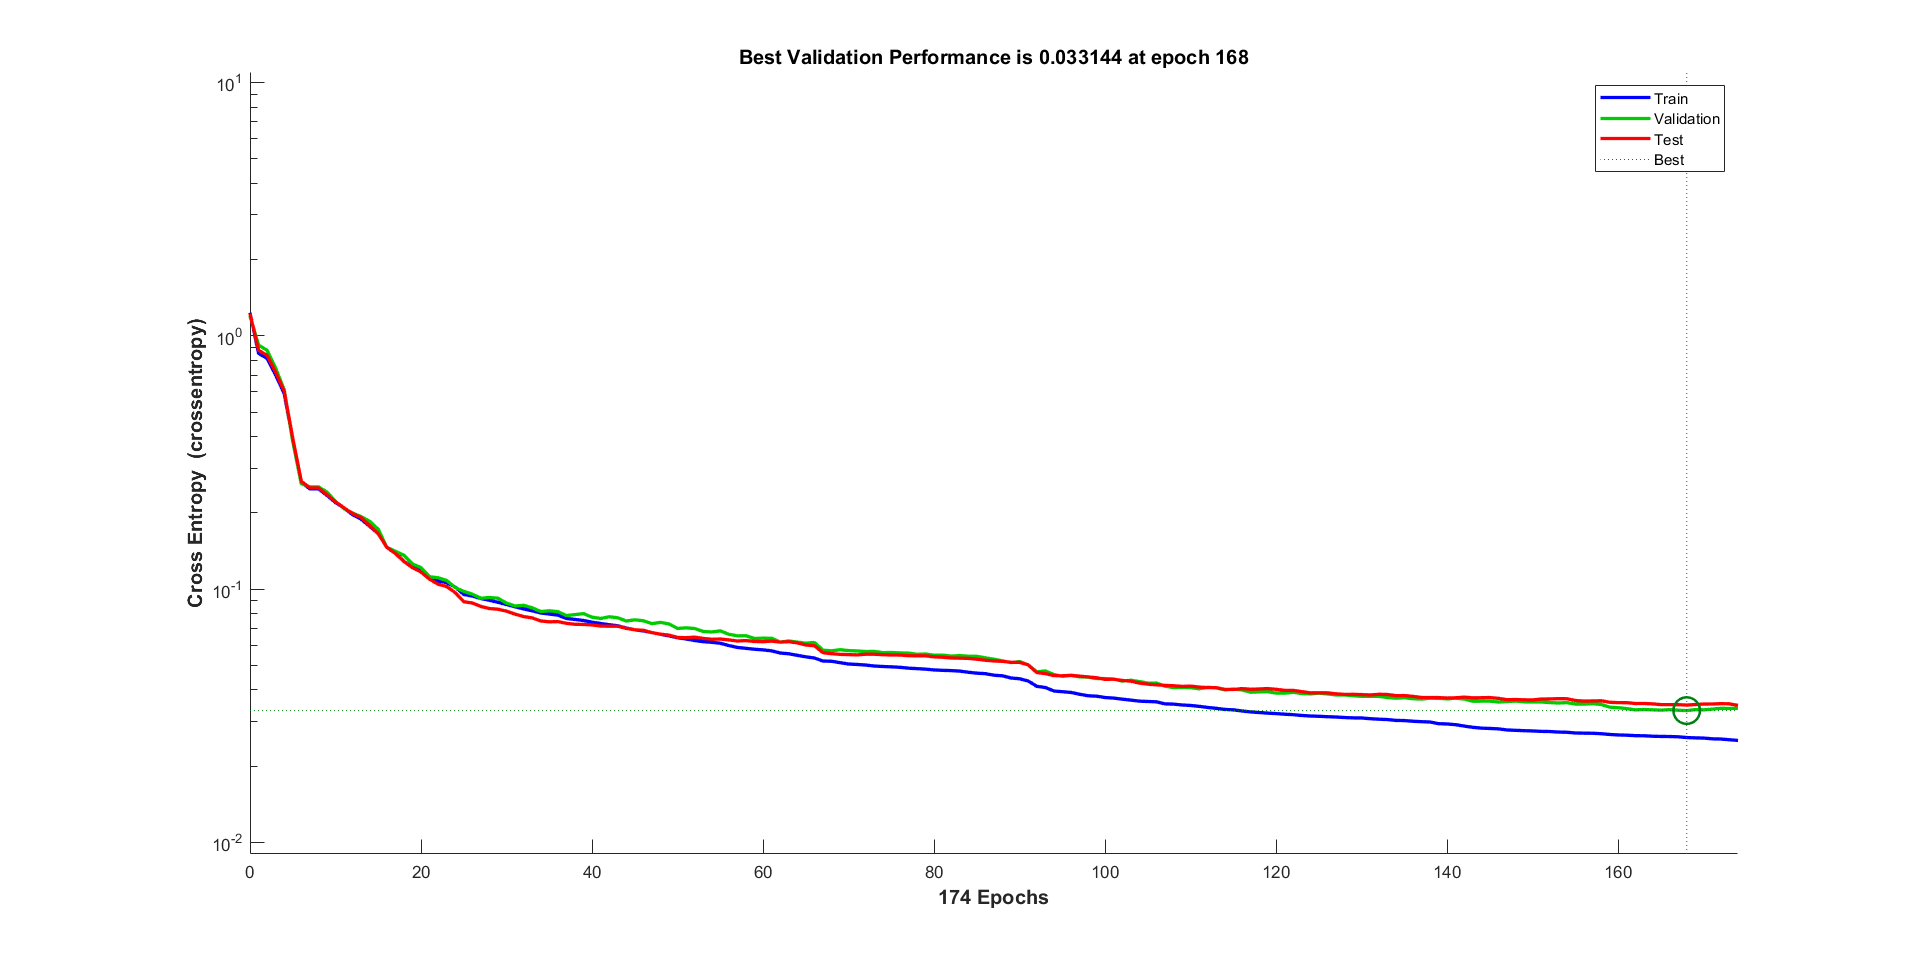 Best Validation Performance is 0.033144 at epoch 168
Train
Validation
Test
Best
Cross Entropy  (crossentropy)
10^1
10^0
10^-1
10^-2
0 20 40 60 80 100 120 140 160
174 Epochs